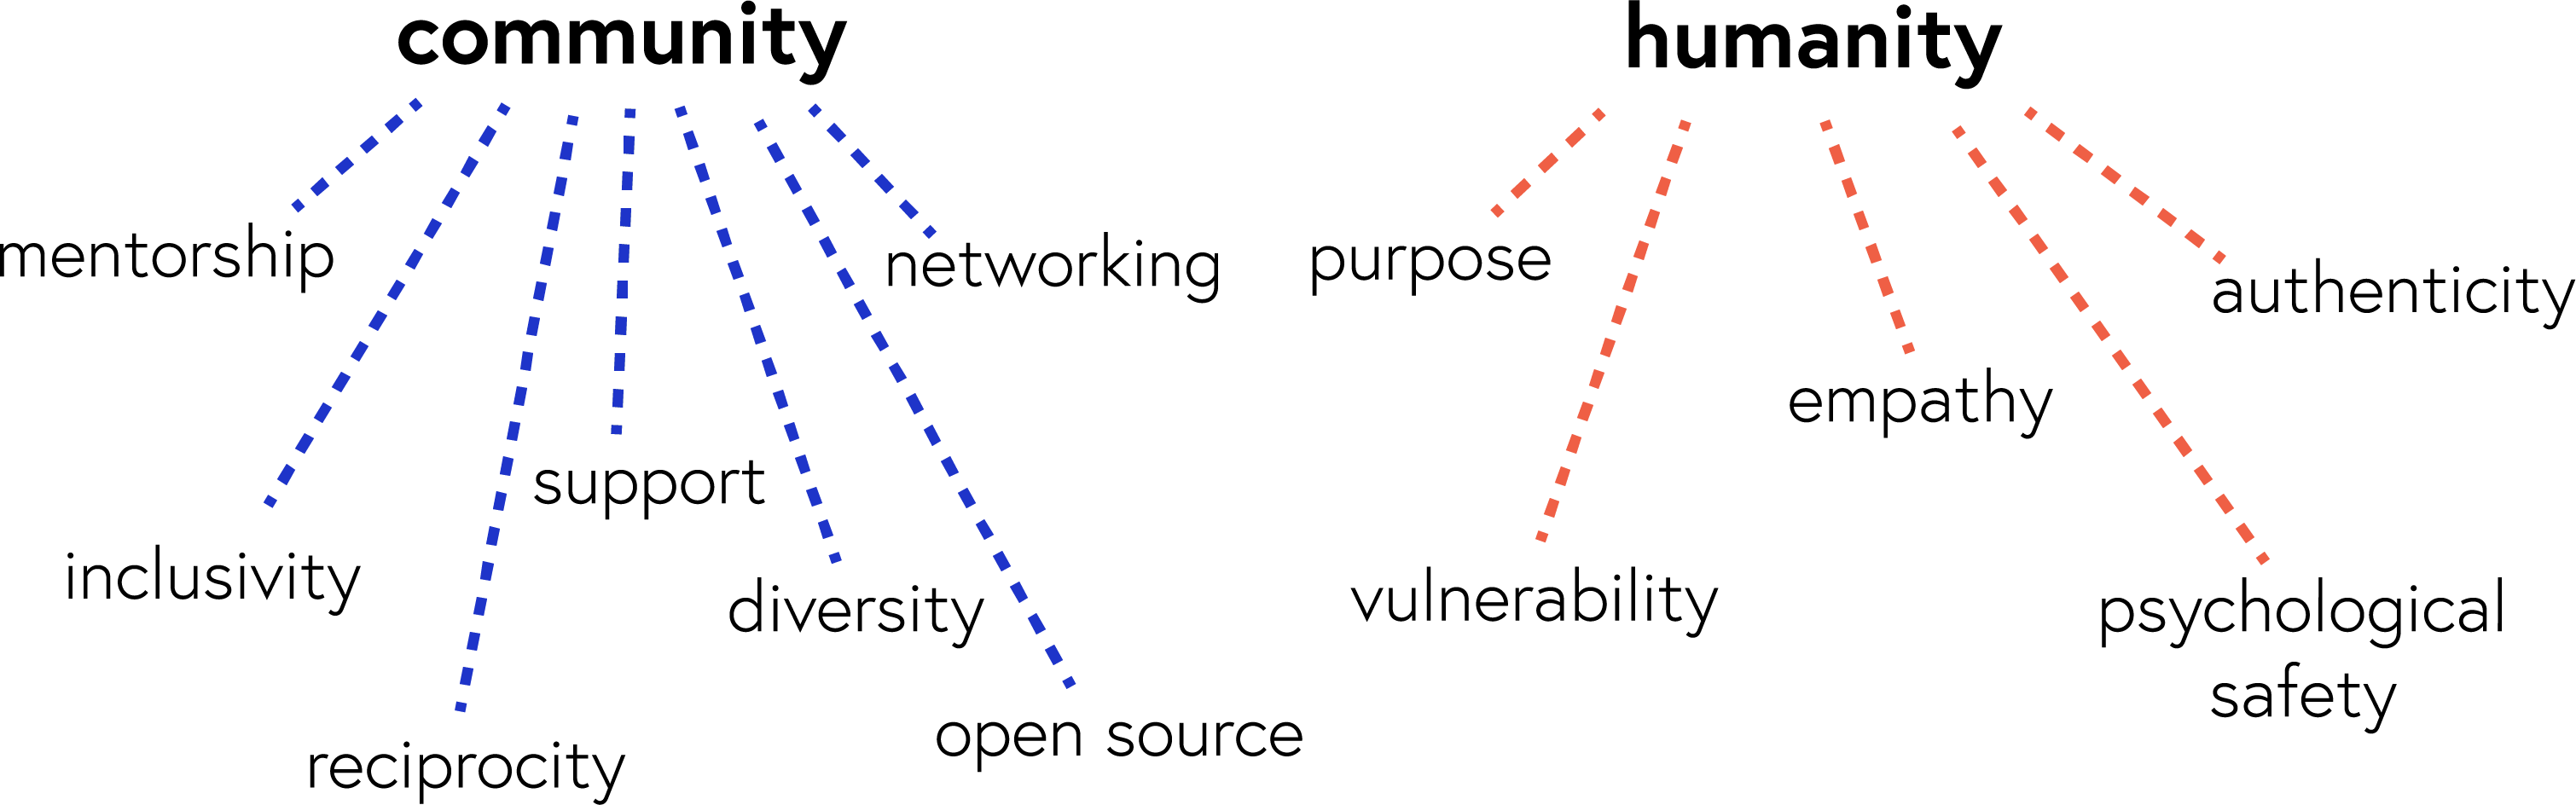 community
mentorship
inclusivity
reciprocity
support
diversity
open source
networking
humanity
purpose
vulnerability
empathy
psychological
safety
authenticity